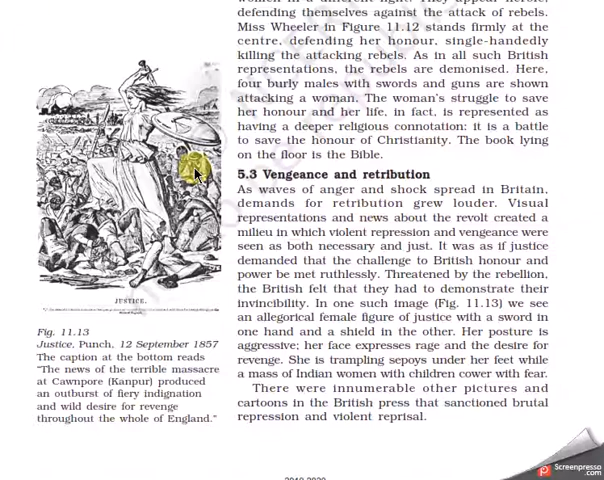 defending themselves against the attack of rebels.
Miss Wheeler in Figure 11.12 stands firmly at the
centre, defending her honour, single-handedly
killing the attacking rebels. As in all such British
representations, the rebels are demonised. Here,
four burly males with swords and guns are shown
attacking a woman. The woman's struggle to save
her honour and her life, in fact, is represented as
having a deeper religious connotation: it is a battle
to save the honour of Christianity. The book lying
on the floor is the Bible.
5.3 Vengeance and retribution
As waves of anger and shock spread in Britain,
demands for retribution grew louder. Visual
representations and news about the revolt created a
milieu in which violent repression and vengeance were
seen as both necessary and just. It was as if justice
demanded that the challenge to British honour and
power be met ruthlessly. Threatened by the rebellion,
the British felt that they had to demonstrate their
invincibility. In one such image (Fig. 11.13) we see
an allegorical female figure of justice with a sword in
one hand and a shield in the other. Her posture is
aggressive; her face expresses rage and the desire for
revenge. She is trampling sepoys under her feet while
a mass of Indian women with children cower with fear.
There were innumerable other pictures and
cartoons in the British press that sanctioned brutal
repression and violent reprisal.
JUSTICE.
Fig. 11.13
Justice, Punch, 12 September 1857
The caption at the bottom reads
"The news of the terrible massacre
at Cawnpore (Kanpur) produced
an outburst of fiery indignation
and wild desire for revenge
throughout the whole of England."
Screenpresso
.com